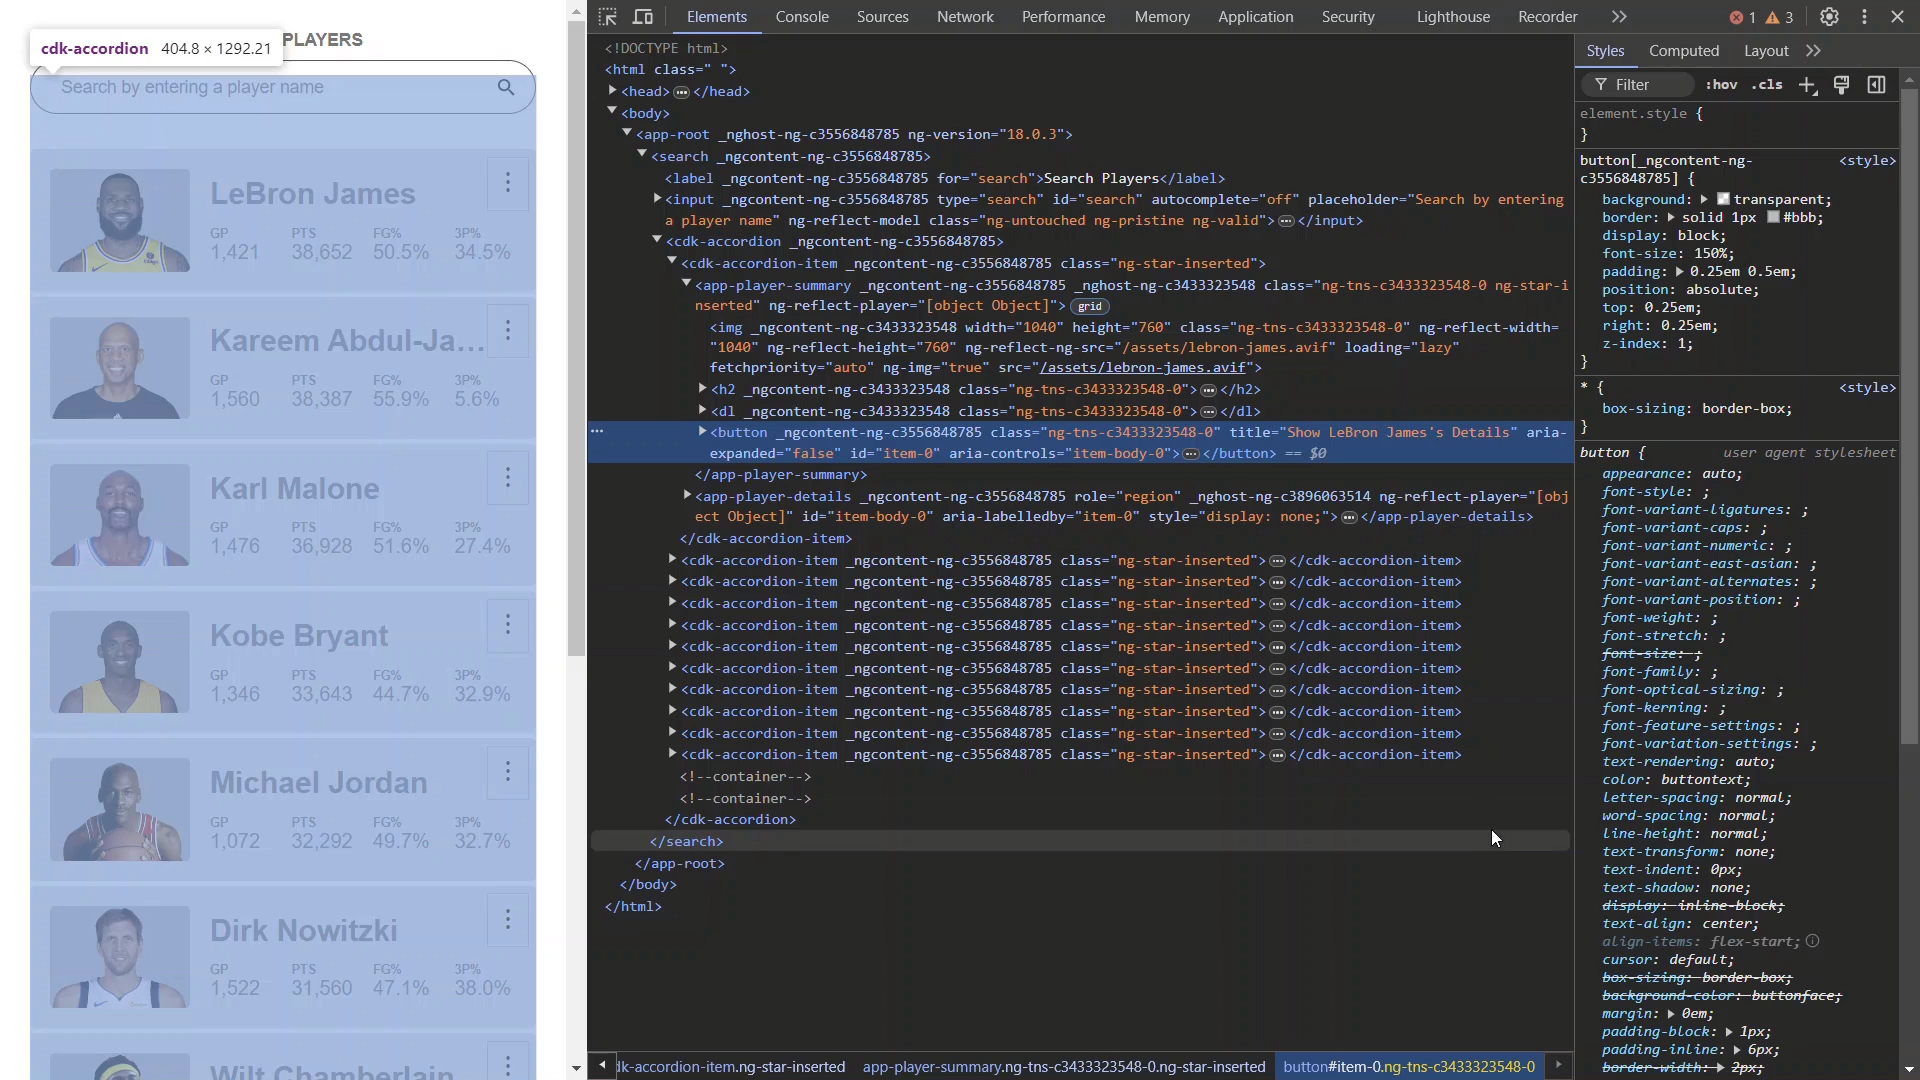 PLAYERS
cdk-accordion 404.8 × 1292.21
Search by entering a player name
LeBron James
GP PTS FG% 3P%
1,421 38,652 50.5% 34.5%
Kareem Abdul-Ja...
GP PTS FG% 3P%
1,560 38,387 55.9% 5.6%
Karl Malone
GP PTS FG% 3P%
1,476 36,928 51.6% 27.4%
Kobe Bryant
GP PTS FG% 3P%
1,346 33,643 44.7% 32.9%
Michael Jordan
GP PTS FG% 3P%
1,072 32,292 49.7% 32.7%
Dirk Nowitzki
GP PTS FG% 3P%
1,522 31,560 47.1% 38.0%
Wilt Chamberlain
Elements Console Sources Network Performance Memory Application Security Lighthouse Recorder 1 3
<!DOCTYPE html>
<html class=" ">
<head> ... </head>
<body>
<app-root _nghost-ng-c3556848785 ng-version="18.0.3">
<search _ngcontent-ng-c3556848785>
<label _ngcontent-ng-c3556848785 for="search">Search Players</label>
<input _ngcontent-ng-c3556848785 type="search" id="search" autocomplete="off" placeholder="Search by entering
a player name" ng-reflect-model class="ng-untouched ng-pristine ng-valid"> ... </input>
<cdk-accordion _ngcontent-ng-c3556848785>
<cdk-accordion-item _ngcontent-ng-c3556848785 class="ng-star-inserted">
<app-player-summary _ngcontent-ng-c3556848785 _nghost-ng-c3433323548 class="ng-tns-c3433323548-0 ng-star-i
nserted" ng-reflect-player="[object Object]"> grid
<img _ngcontent-ng-c3433323548 width="1040" height="760" class="ng-tns-c3433323548-0" ng-reflect-width=
"1040" ng-reflect-height="760" ng-reflect-ng-src="/assets/lebron-james.avif" loading="lazy"
fetchpriority="auto" ng-img="true" src="/assets/lebron-james.avif">
<h2 _ngcontent-ng-c3433323548 class="ng-tns-c3433323548-0"> ... </h2>
<dl _ngcontent-ng-c3433323548 class="ng-tns-c3433323548-0"> ... </dl>
... <button _ngcontent-ng-c3556848785 class="ng-tns-c3433323548-0" title="Show LeBron James's Details" aria-
expanded="false" id="item-0" aria-controls="item-body-0"> ... </button> == $0
</app-player-summary>
<app-player-details _ngcontent-ng-c3556848785 role="region" _nghost-ng-c3896063514 ng-reflect-player="[obj
ect Object]" id="item-body-0" aria-labelledby="item-0" style="display: none;"> ... </app-player-details>
</cdk-accordion-item>
<cdk-accordion-item _ngcontent-ng-c3556848785 class="ng-star-inserted"> ... </cdk-accordion-item>
<cdk-accordion-item _ngcontent-ng-c3556848785 class="ng-star-inserted"> ... </cdk-accordion-item>
<cdk-accordion-item _ngcontent-ng-c3556848785 class="ng-star-inserted"> ... </cdk-accordion-item>
<cdk-accordion-item _ngcontent-ng-c3556848785 class="ng-star-inserted"> ... </cdk-accordion-item>
<cdk-accordion-item _ngcontent-ng-c3556848785 class="ng-star-inserted"> ... </cdk-accordion-item>
<cdk-accordion-item _ngcontent-ng-c3556848785 class="ng-star-inserted"> ... </cdk-accordion-item>
<cdk-accordion-item _ngcontent-ng-c3556848785 class="ng-star-inserted"> ... </cdk-accordion-item>
<cdk-accordion-item _ngcontent-ng-c3556848785 class="ng-star-inserted"> ... </cdk-accordion-item>
<cdk-accordion-item _ngcontent-ng-c3556848785 class="ng-star-inserted"> ... </cdk-accordion-item>
<cdk-accordion-item _ngcontent-ng-c3556848785 class="ng-star-inserted"> ... </cdk-accordion-item>
<!--container-->
<!--container-->
</cdk-accordion>
</search>
</app-root>
</body>
</html>
dk-accordion-item.ng-star-inserted app-player-summary.ng-tns-c3433323548-0.ng-star-inserted button#item-0.ng-tns-c3433323548-0
Styles Computed Layout
Filter :hov .cls
element.style {
}
button[_ngcontent-ng- <style>
c3556848785] {
background: transparent;
border: solid 1px #bbb;
display: block;
font-size: 150%;
padding: 0.25em 0.5em;
position: absolute;
top: 0.25em;
right: 0.25em;
z-index: 1;
}
* { <style>
box-sizing: border-box;
}
button { user agent stylesheet
appearance: auto;
font-style: ;
font-variant-ligatures: ;
font-variant-caps: ;
font-variant-numeric: ;
font-variant-east-asian: ;
font-variant-alternates: ;
font-variant-position: ;
font-weight: ;
font-stretch: ;
font-size: ;
font-family: ;
font-optical-sizing: ;
font-kerning: ;
font-feature-settings: ;
font-variation-settings: ;
text-rendering: auto;
color: buttontext;
letter-spacing: normal;
word-spacing: normal;
line-height: normal;
text-transform: none;
text-indent: 0px;
text-shadow: none;
display: inline-block;
text-align: center;
align-items: flex-start;
cursor: default;
box-sizing: border-box;
background-color: buttonface;
margin: 0em;
padding-block: 1px;
padding-inline: 6px;
border-width: 2px;